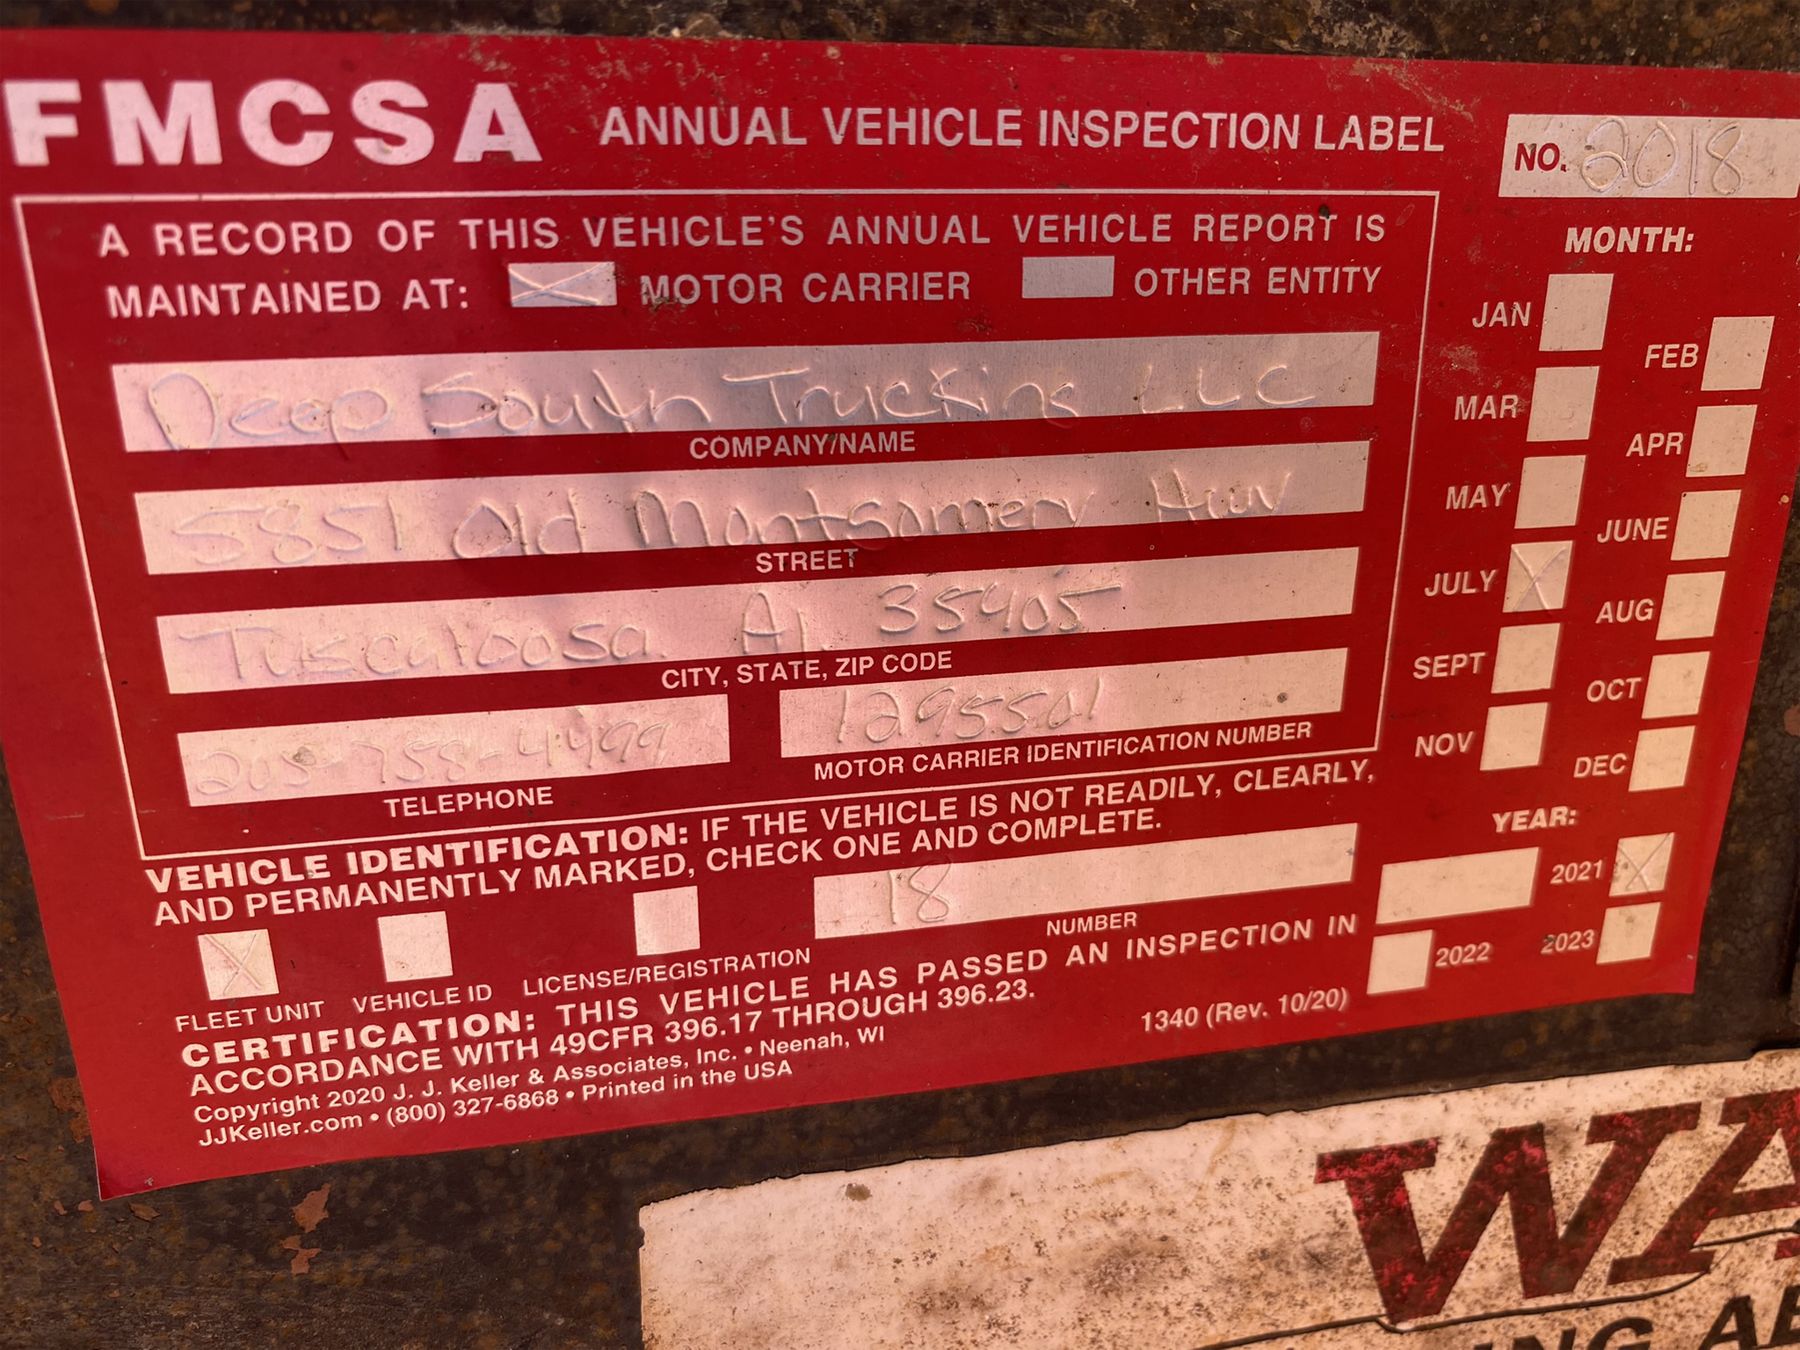 FMCSA ANNUAL VEHICLE INSPECTION LABEL
NO. 2018
A RECORD OF THIS VEHICLE'S ANNUAL VEHICLE REPORT IS
MAINTAINED AT: X MOTOR CARRIER OTHER ENTITY
Deep South Trucking LLC
COMPANY/NAME
5851 Old Montgomery Hwy
STREET
Tuscaloosa Al. 35405
CITY, STATE, ZIP CODE
205-758-4499
TELEPHONE
1295501
MOTOR CARRIER IDENTIFICATION NUMBER
VEHICLE IDENTIFICATION: IF THE VEHICLE IS NOT READILY, CLEARLY,
AND PERMANENTLY MARKED, CHECK ONE AND COMPLETE.
X
FLEET UNIT
VEHICLE ID
LICENSE/REGISTRATION
18
NUMBER
CERTIFICATION: THIS VEHICLE HAS PASSED AN INSPECTION IN
ACCORDANCE WITH 49CFR 396.17 THROUGH 396.23.
Copyright 2020 J. J. Keller & Associates, Inc. • Neenah, WI
JJKeller.com • (800) 327-6868 • Printed in the USA
1340 (Rev. 10/20)
MONTH:
JAN
FEB
MAR
APR
MAY
JUNE
JULY X
AUG
SEPT
OCT
NOV
DEC
YEAR:
2021 X
2022
2023
WA
NG AB